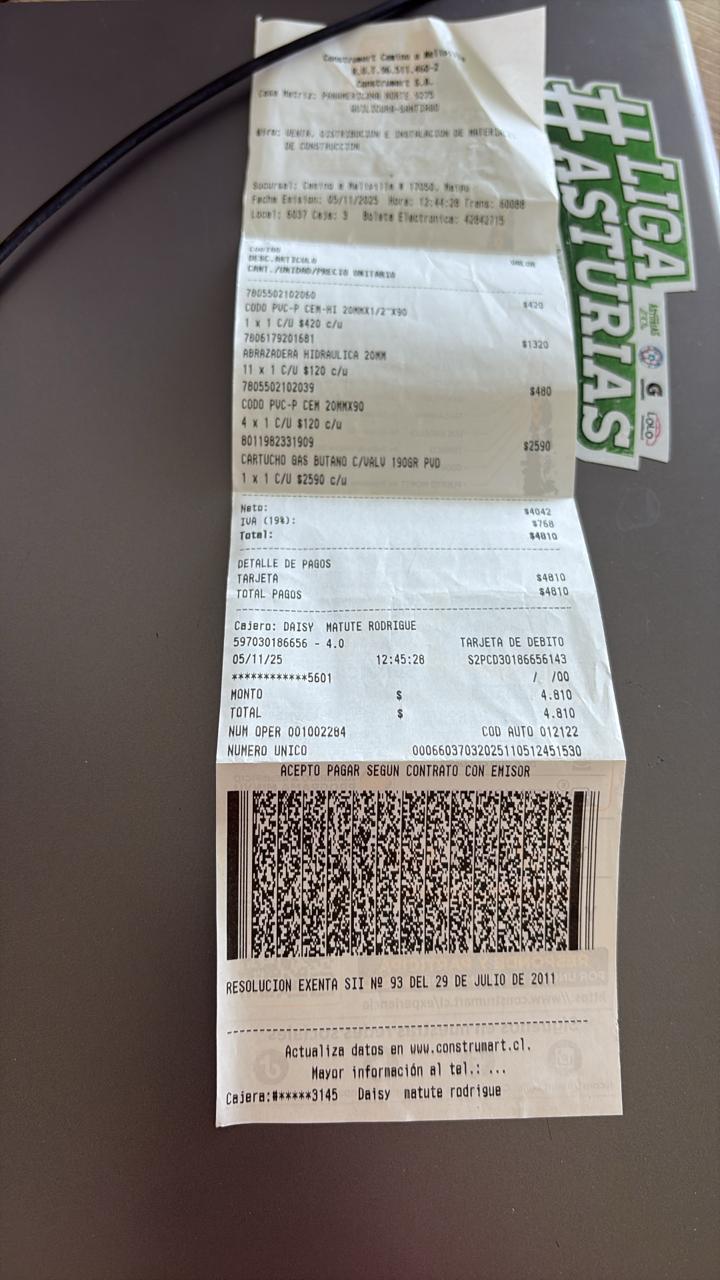 Construmart Camino a Melipilla
R.U.T.96.511.460-2
Construmart S.A.
Casa Matriz: PANAMERICANA NORTE
QUILICURA-SANTIAGO
Giro: VENTA, DISTRIBUCION E INSTALACION DE MATERIALES
DE CONSTRUCCION
Sucursal: Camino a Melipilla # 17050, Maipu
Fecha Emision: 05/11/2025 Hora: 12:44:28 Trans: 60088
Local: 6037 Caja: 3 Boleta Electronica: 42842715
CODIGO
DESC.ARTICULO VALOR
CANT./UNIDAD/PRECIO UNITARIO
7805502102060
CODO PVC-P CEM-HI 20MMX1/2 X90 $420
1 x 1 C/U $420 c/u
7806179201681
ABRAZADERA HIDRAULICA 20MM $1320
11 x 1 C/U $120 c/u
7805502102039
CODO PVC-P CEM 20MMX90 $480
4 x 1 C/U $120 c/u
8011982331909
CARTUCHO GAS BUTANO C/VALV 190GR PVD $2590
1 x 1 C/U $2590 c/u
Neto: $4042
IVA (19%): $768
Total: $4810
DETALLE DE PAGOS
TARJETA $4810
TOTAL PAGOS $4810
Cajero: DAISY MATUTE RODRIGUE
597030186656 - 4.0 TARJETA DE DEBITO
05/11/25 12:45:28 S2PCD30186656143
************5601 / /00
MONTO $ 4.810
TOTAL $ 4.810
NUM OPER 001002284 COD AUTO 012122
NUMERO UNICO 00066037032025110512451530
ACEPTO PAGAR SEGUN CONTRATO CON EMISOR
RESOLUCION EXENTA SII Nº 93 DEL 29 DE JULIO DE 2011
Actualiza datos en www.construmart.cl.
Mayor información al tel.: ...
Cajera:#*****3145 Daisy matute rodrigue
#LIGA
ASTURIAS
LOLO